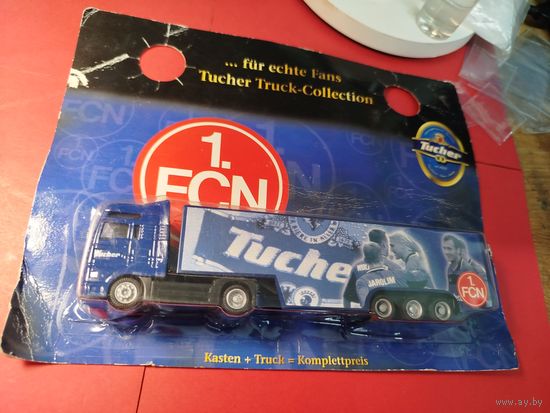 ... für echte Fans
Tucher Truck-Collection
Tucher
1.
FCN
Tucher
Tucher
JAROLIM
1.
FCN
Kasten + Truck = Komplettpreis
www.ay.by